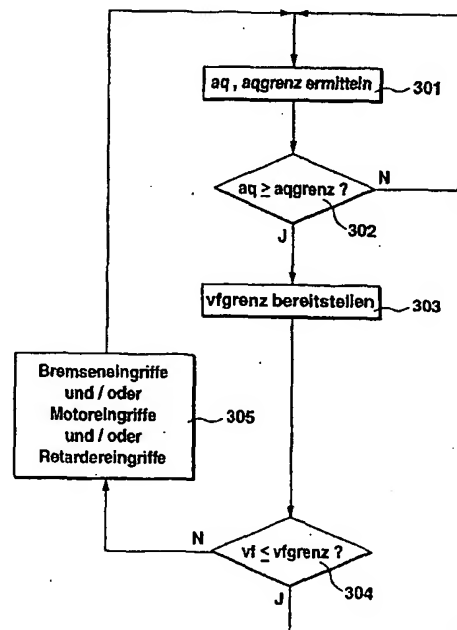 aq , aqgrenz ermitteln
301
aq ≥ aqgrenz ?
N
302
J
vfgrenz bereitstellen
303
Bremseneingriffe
und / oder
Motoreingriffe
und / oder
Retardereingriffe
305
N
vf ≤ vfgrenz ?
304
J